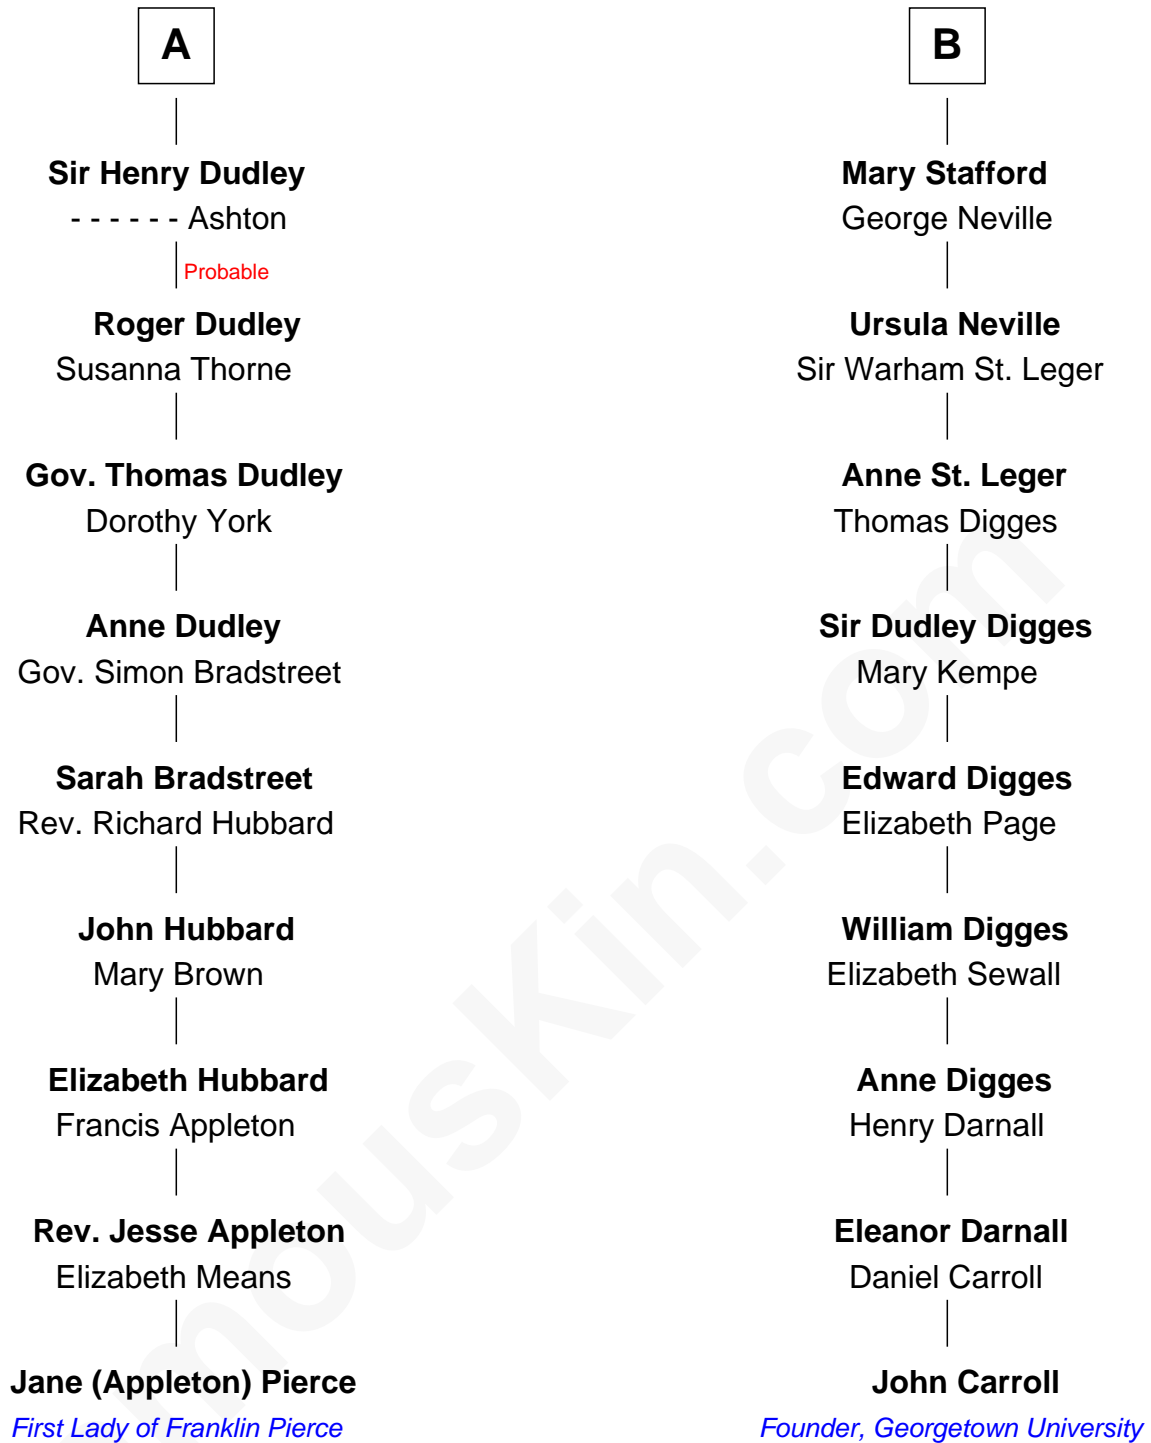 A
Sir Henry Dudley
- - - - - - Ashton
Probable
Roger Dudley
Susanna Thorne
Gov. Thomas Dudley
Dorothy York
Anne Dudley
Gov. Simon Bradstreet
Sarah Bradstreet
Rev. Richard Hubbard
John Hubbard
Mary Brown
Elizabeth Hubbard
Francis Appleton
Rev. Jesse Appleton
Elizabeth Means
Jane (Appleton) Pierce
First Lady of Franklin Pierce
B
Mary Stafford
George Neville
Ursula Neville
Sir Warham St. Leger
Anne St. Leger
Thomas Digges
Sir Dudley Digges
Mary Kempe
Edward Digges
Elizabeth Page
William Digges
Elizabeth Sewall
Anne Digges
Henry Darnall
Eleanor Darnall
Daniel Carroll
John Carroll
Founder, Georgetown University
mousKin.com